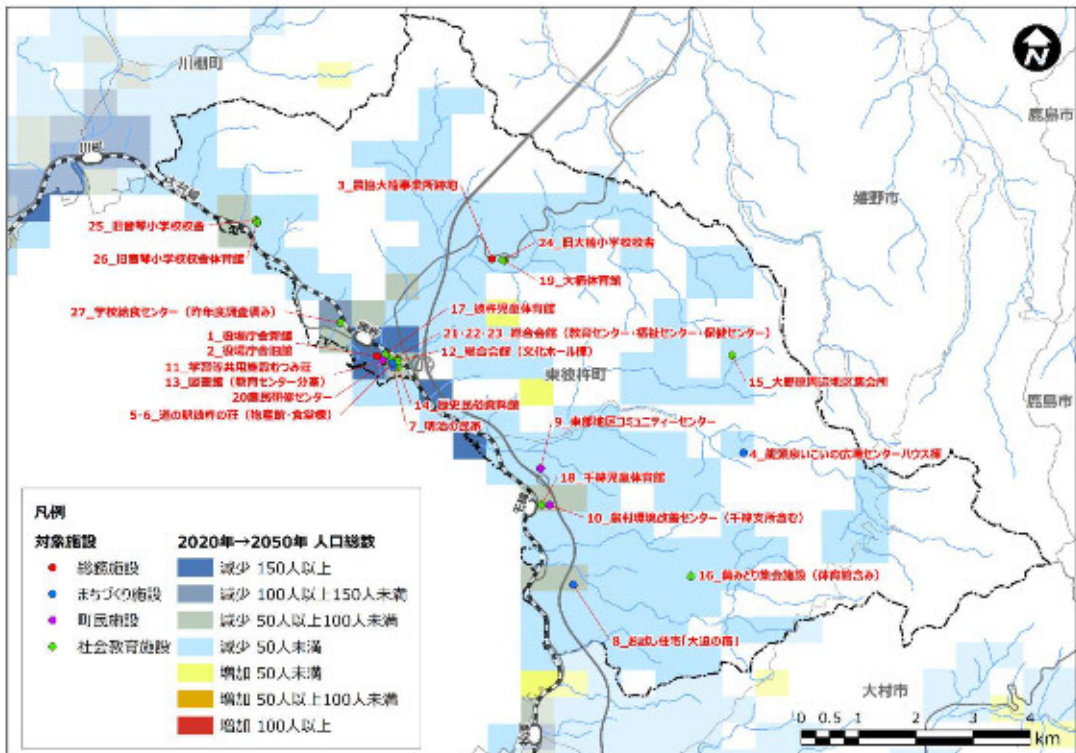 N
川棚町
鹿島市
川棚
大村線
嬉野市
3_農協大楠事業所跡地
25_旧音琴小学校校舎
24_旧大楠小学校校舎
26_旧音琴小学校校舎体育館
19_大楠体育館
27_学校給食センター（昨年度調査済み）
17_彼杵児童体育館
彼杵
21・22・23_総合会館（教育センター・福祉センター・保健センター）
1_役場庁舎新館
2_役場庁舎旧館
12_総合会館（文化ホール棟）
11_学習等共用施設むつみ荘
東彼杵町
13_図書館（教育センター分室）
15_大野原周辺地区集会所
20農民研修センター
鹿島市
5・6_道の駅彼杵の荘（物産館・食堂棟）
14_歴史民俗資料館
9_東部地区コミュニティーセンター
7_明治の民家
4_龍頭泉いこいの広場センターハウス棟
18_千綿児童体育館
千綿
10_農村環境改善センター（千綿支所含む）
16_蕪みどり集会施設（体育館含み）
8_お試し住宅「大迫の宿」
大村市
凡例
対象施設
総務施設
まちづくり施設
町民施設
社会教育施設
2020年→2050年 人口総数
減少 150人以上
減少 100人以上150人未満
減少 50人以上100人未満
減少 50人未満
増加 50人未満
増加 50人以上100人未満
増加 100人以上
0 0.5 1 2 3 4
km